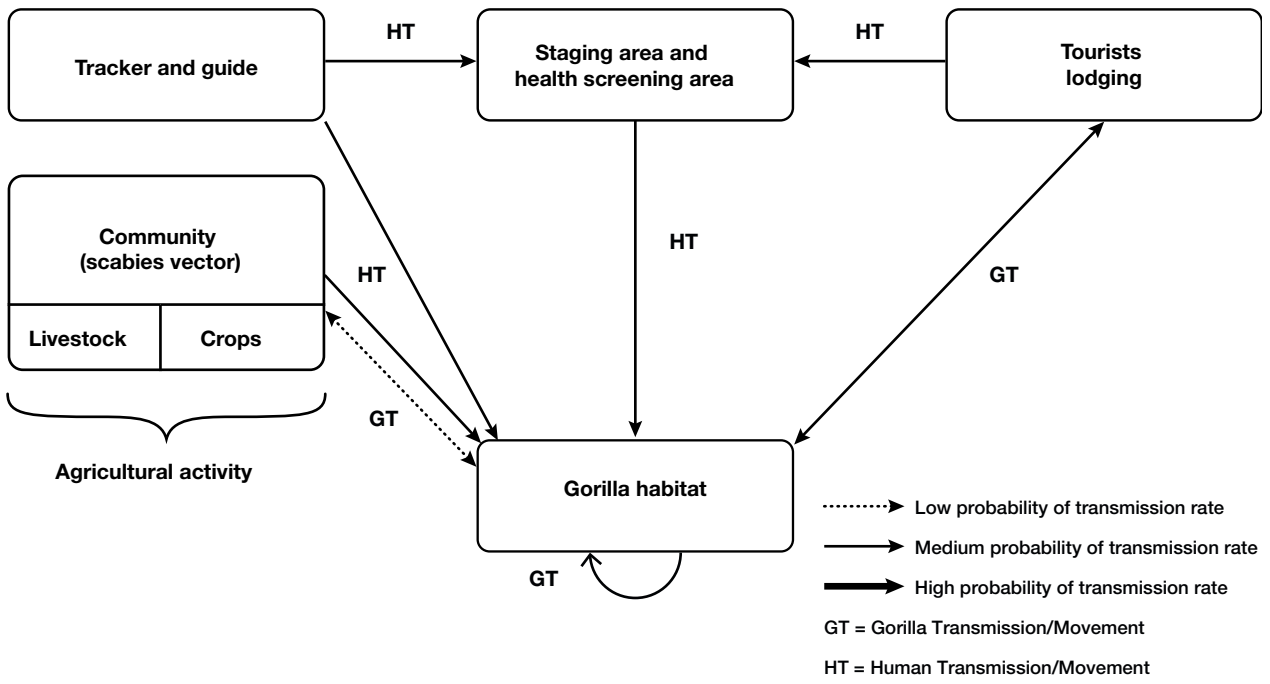 HT
HT
Tracker and guide
Staging area and
health screening area
Tourists
lodging
Community
(scabies vector)
HT
HT
GT
Livestock
Crops
GT
Agricultural activity
Gorilla habitat
GT
Low probability of transmission rate
Medium probability of transmission rate
High probability of transmission rate
GT = Gorilla Transmission/Movement
HT = Human Transmission/Movement